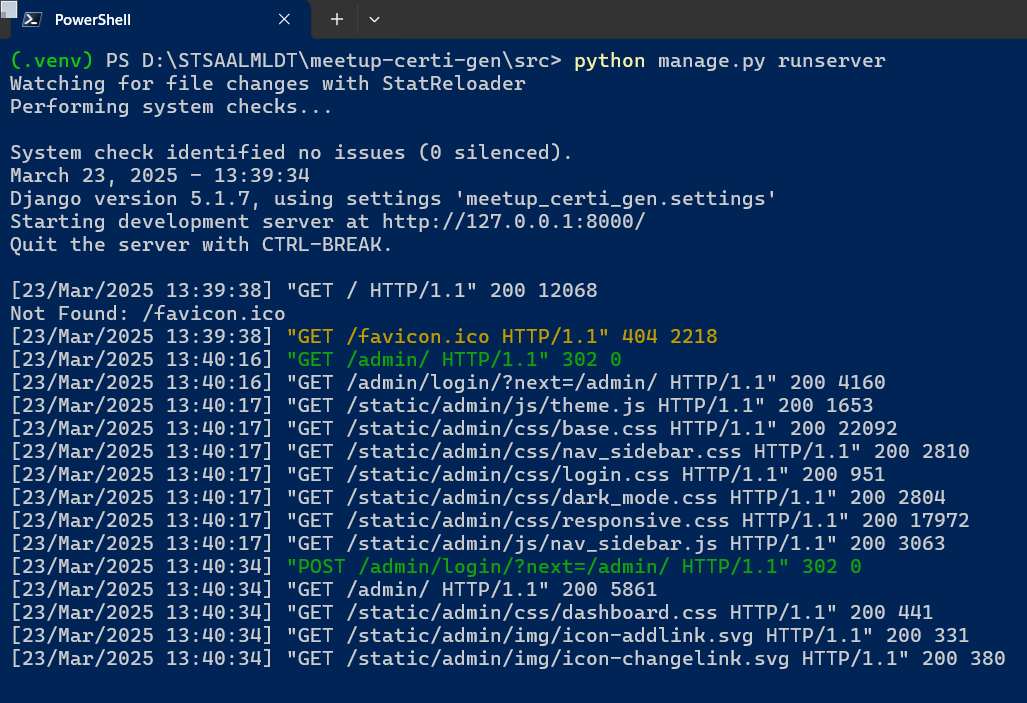 PowerShell
(.venv) PS D:\STSAALMLDT\meetup-certi-gen\src> python manage.py runserver
Watching for file changes with StatReloader
Performing system checks...
System check identified no issues (0 silenced).
March 23, 2025 - 13:39:34
Django version 5.1.7, using settings 'meetup_certi_gen.settings'
Starting development server at http://127.0.0.1:8000/
Quit the server with CTRL-BREAK.
[23/Mar/2025 13:39:38] "GET / HTTP/1.1" 200 12068
Not Found: /favicon.ico
[23/Mar/2025 13:39:38] "GET /favicon.ico HTTP/1.1" 404 2218
[23/Mar/2025 13:40:16] "GET /admin/ HTTP/1.1" 302 0
[23/Mar/2025 13:40:16] "GET /admin/login/?next=/admin/ HTTP/1.1" 200 4160
[23/Mar/2025 13:40:17] "GET /static/admin/js/theme.js HTTP/1.1" 200 1653
[23/Mar/2025 13:40:17] "GET /static/admin/css/base.css HTTP/1.1" 200 22092
[23/Mar/2025 13:40:17] "GET /static/admin/css/nav_sidebar.css HTTP/1.1" 200 2810
[23/Mar/2025 13:40:17] "GET /static/admin/css/login.css HTTP/1.1" 200 951
[23/Mar/2025 13:40:17] "GET /static/admin/css/dark_mode.css HTTP/1.1" 200 2804
[23/Mar/2025 13:40:17] "GET /static/admin/css/responsive.css HTTP/1.1" 200 17972
[23/Mar/2025 13:40:17] "GET /static/admin/js/nav_sidebar.js HTTP/1.1" 200 3063
[23/Mar/2025 13:40:34] "POST /admin/login/?next=/admin/ HTTP/1.1" 302 0
[23/Mar/2025 13:40:34] "GET /admin/ HTTP/1.1" 200 5861
[23/Mar/2025 13:40:34] "GET /static/admin/css/dashboard.css HTTP/1.1" 200 441
[23/Mar/2025 13:40:34] "GET /static/admin/img/icon-addlink.svg HTTP/1.1" 200 331
[23/Mar/2025 13:40:34] "GET /static/admin/img/icon-changelink.svg HTTP/1.1" 200 380